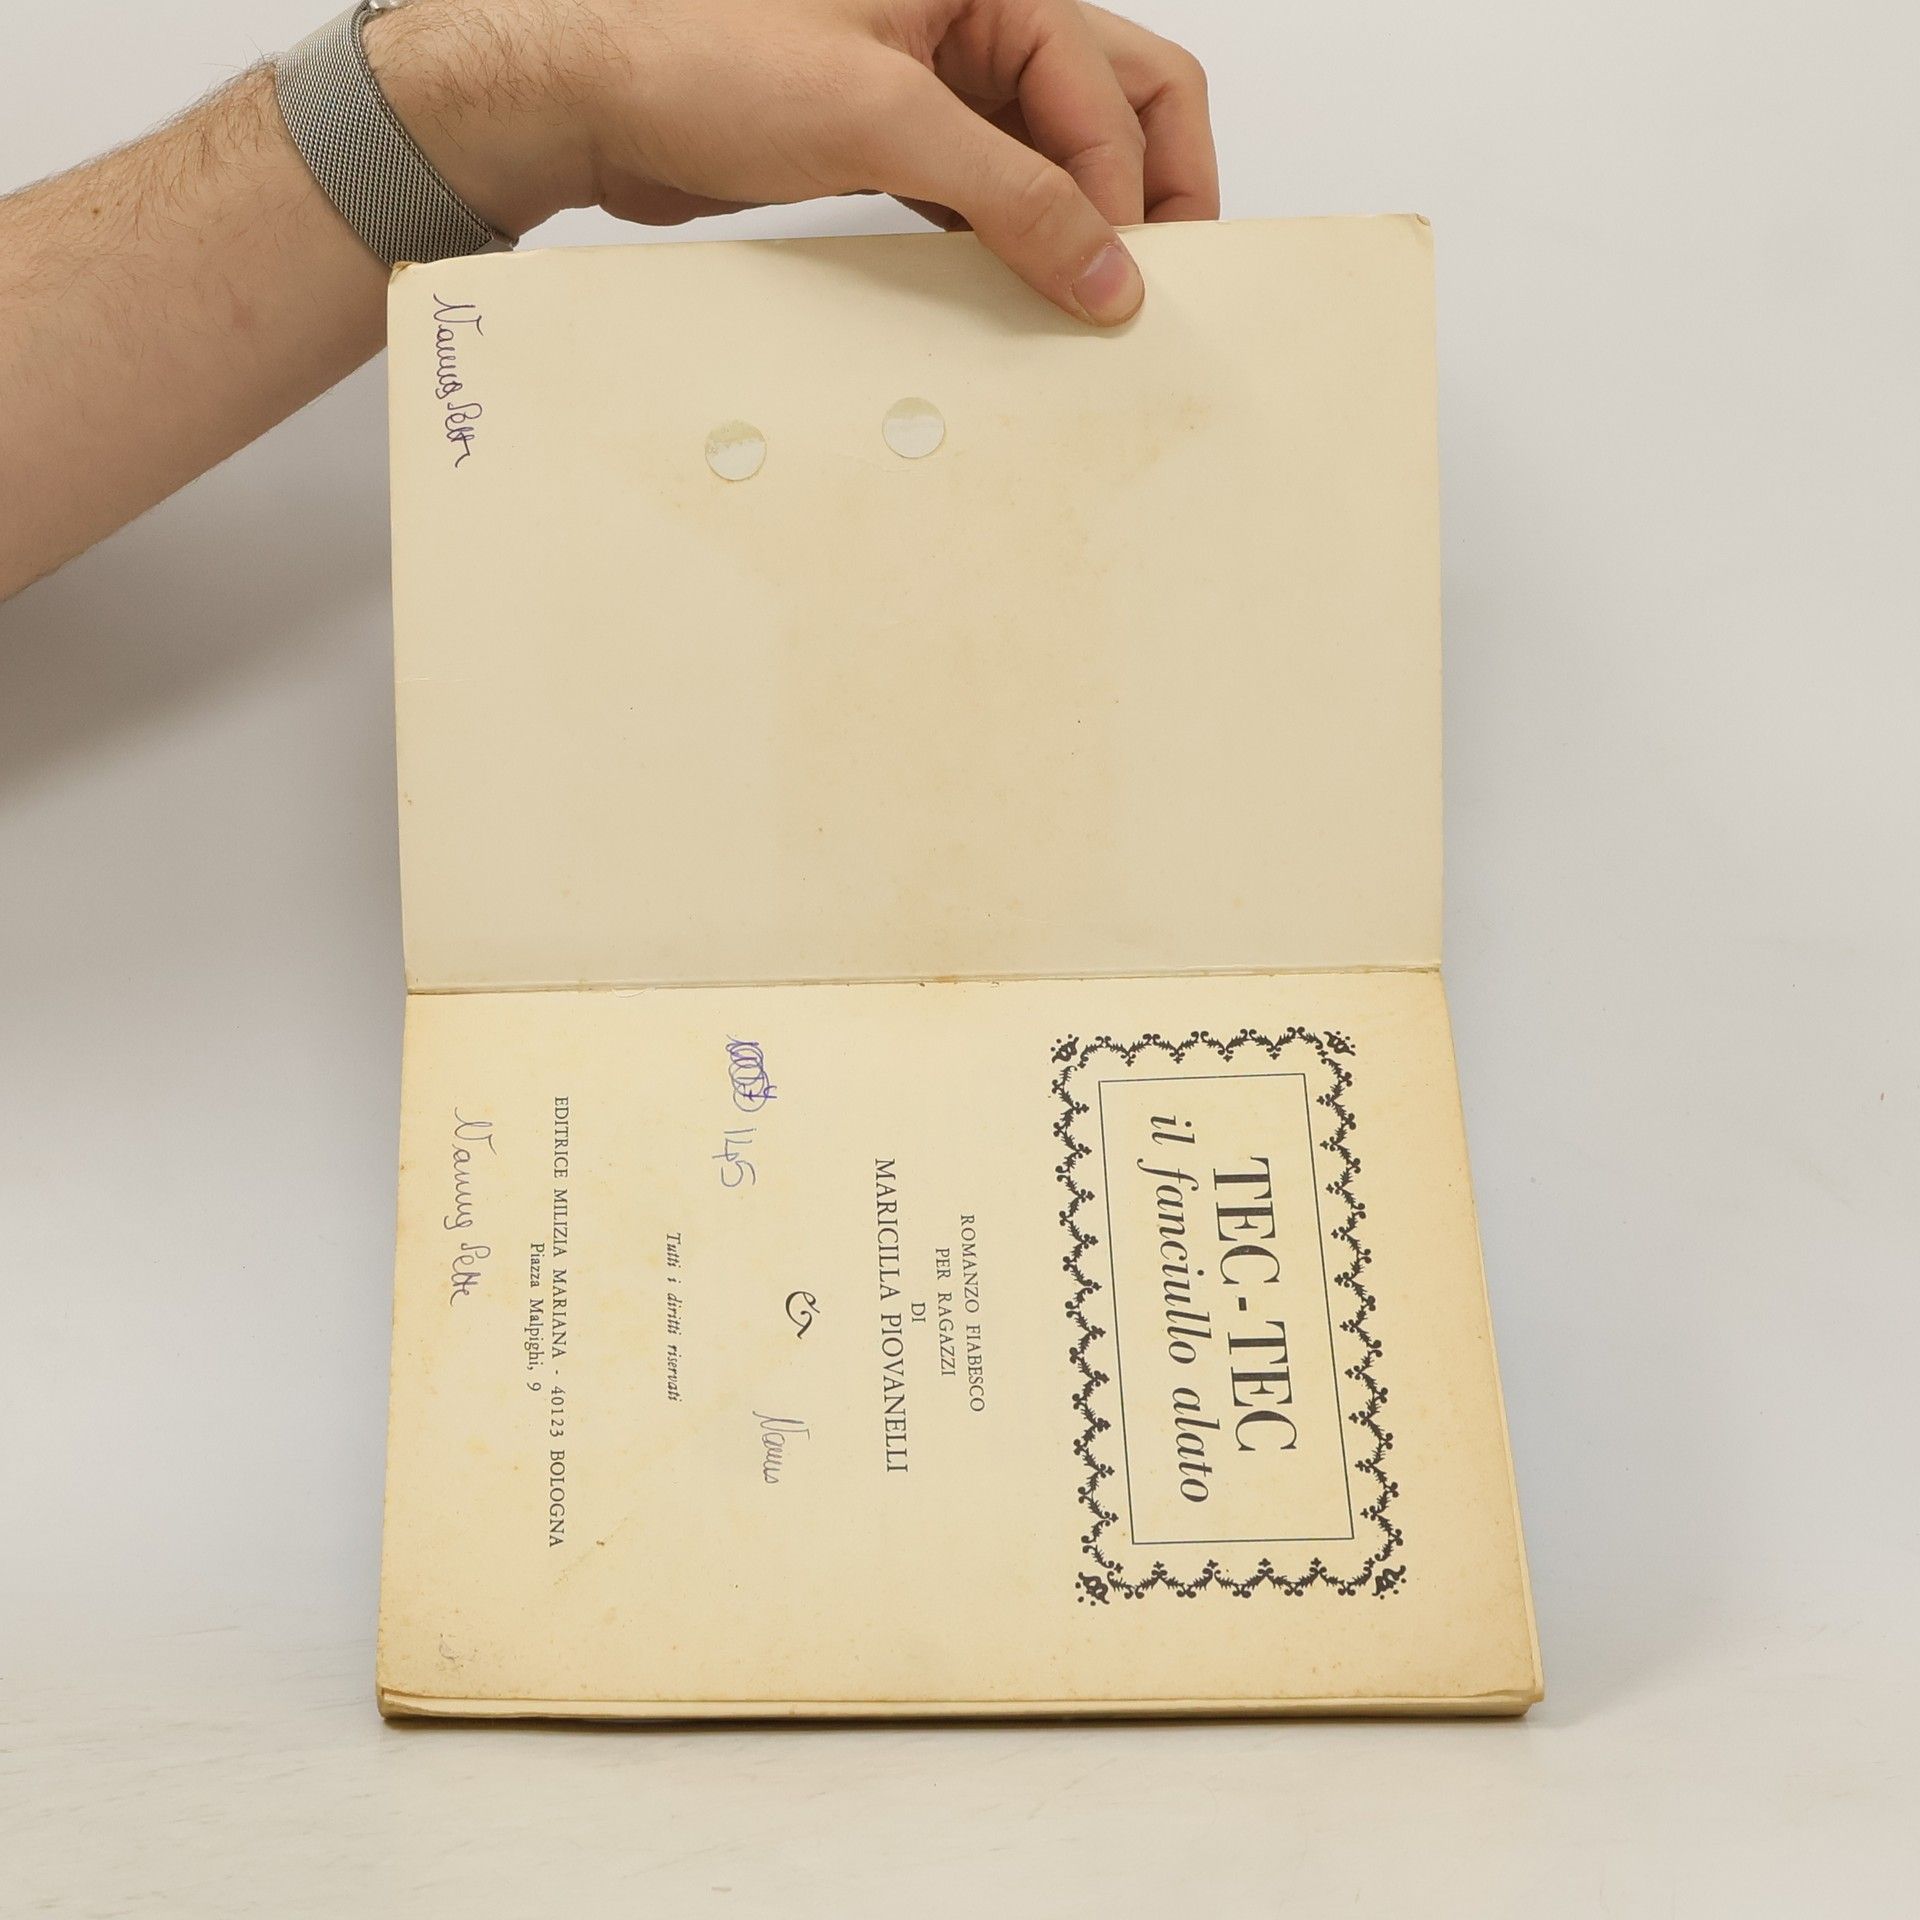 TEC-TEC
il fanciullo alato
ROMANZO FIABESCO
PER RAGAZZI
DI
MARICILLA PIOVANELLI
145
Tutti i diritti riservati
EDITRICE MILIZIA MARIANA - 40123 BOLOGNA
Piazza Malpighi, 9